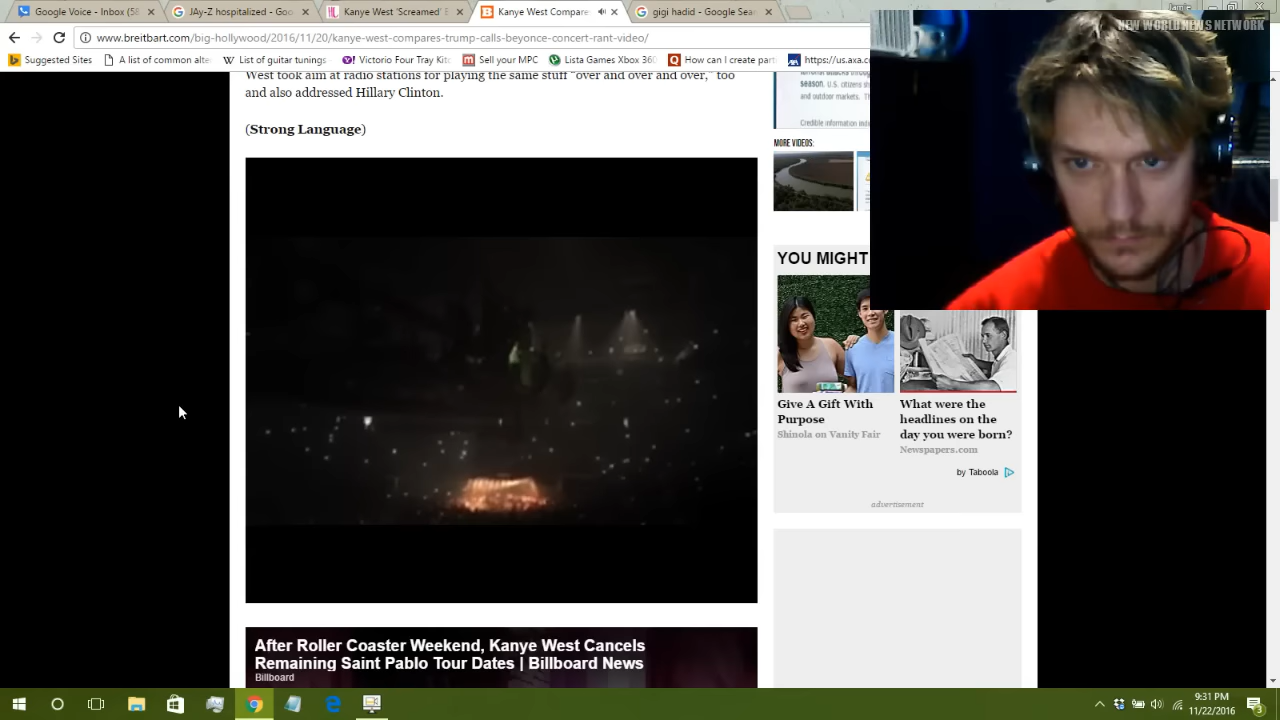 Google Voice - Inbox (58
JAY-Z hospitalized - Goo
Kanye West Screams at
Kanye West Compare
gigi hadid - Google Sear
www.breitbart.com/big-hollywood/2016/11/20/kanye-west-
ump-calls-beyonce-concert-rant-video/
Suggested Sites
A list of common alte
List of guitar tunings
Victorio Four Tray Kit
Sell your MPC
Lista Games Xbox 360
How can I create part
https://us.axa.co
NEW WORLD NEWS NETWORK
West took aim at radio stations for playing the same stuff "over and over and over," too
and also addressed Hillary Clinton.
(Strong Language)
season. U.S. citizens sh
and outdoor markets. Th
Credible information indi
MORE VIDEOS:
YOU MIGHT
Give A Gift With
Purpose
Shinola on Vanity Fair
What were the
headlines on the
day you were born?
Newspapers.com
by Taboola
advertisement
After Roller Coaster Weekend, Kanye West Cancels
Remaining Saint Pablo Tour Dates | Billboard News
Billboard
9:31 PM
11/22/2016